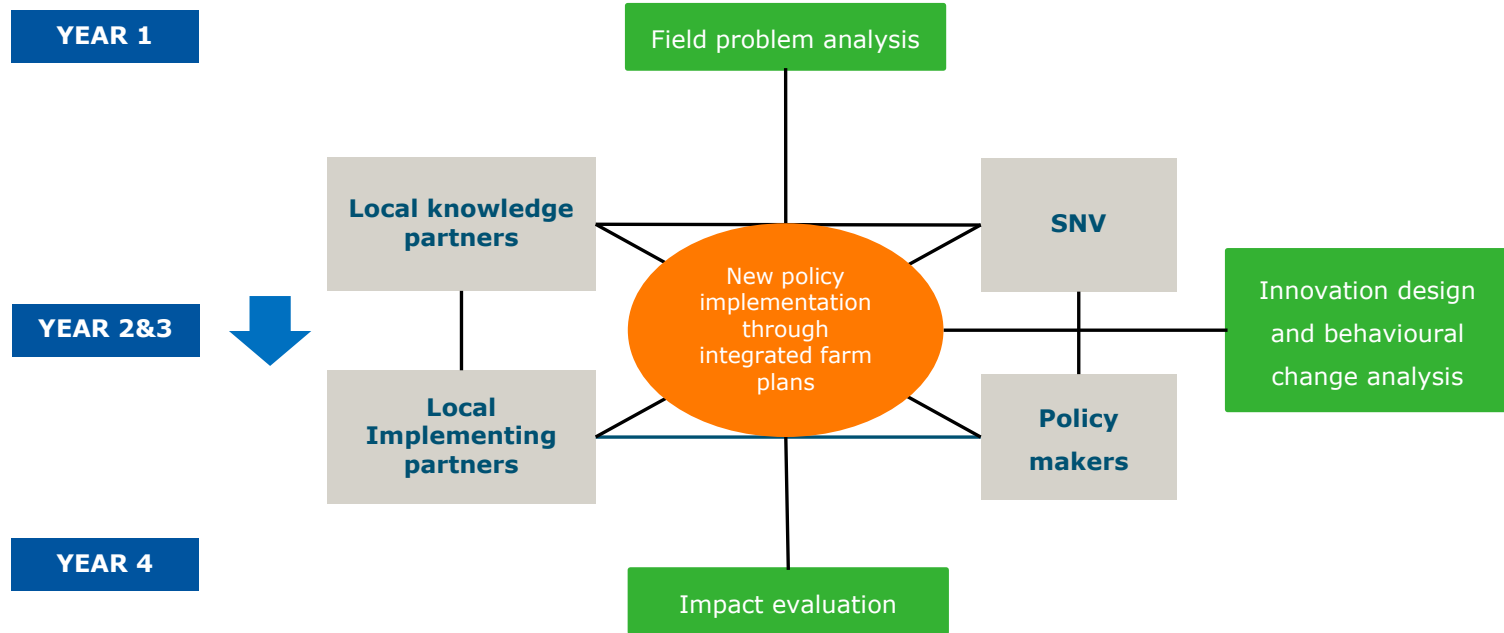 YEAR 1
Field problem analysis
Local knowledge
partners
SNV
New policy
implementation
through
integrated farm
plans
Innovation design
and behavioural
change analysis
YEAR 2&3
Local
Implementing
partners
Policy
makers
YEAR 4
Impact evaluation